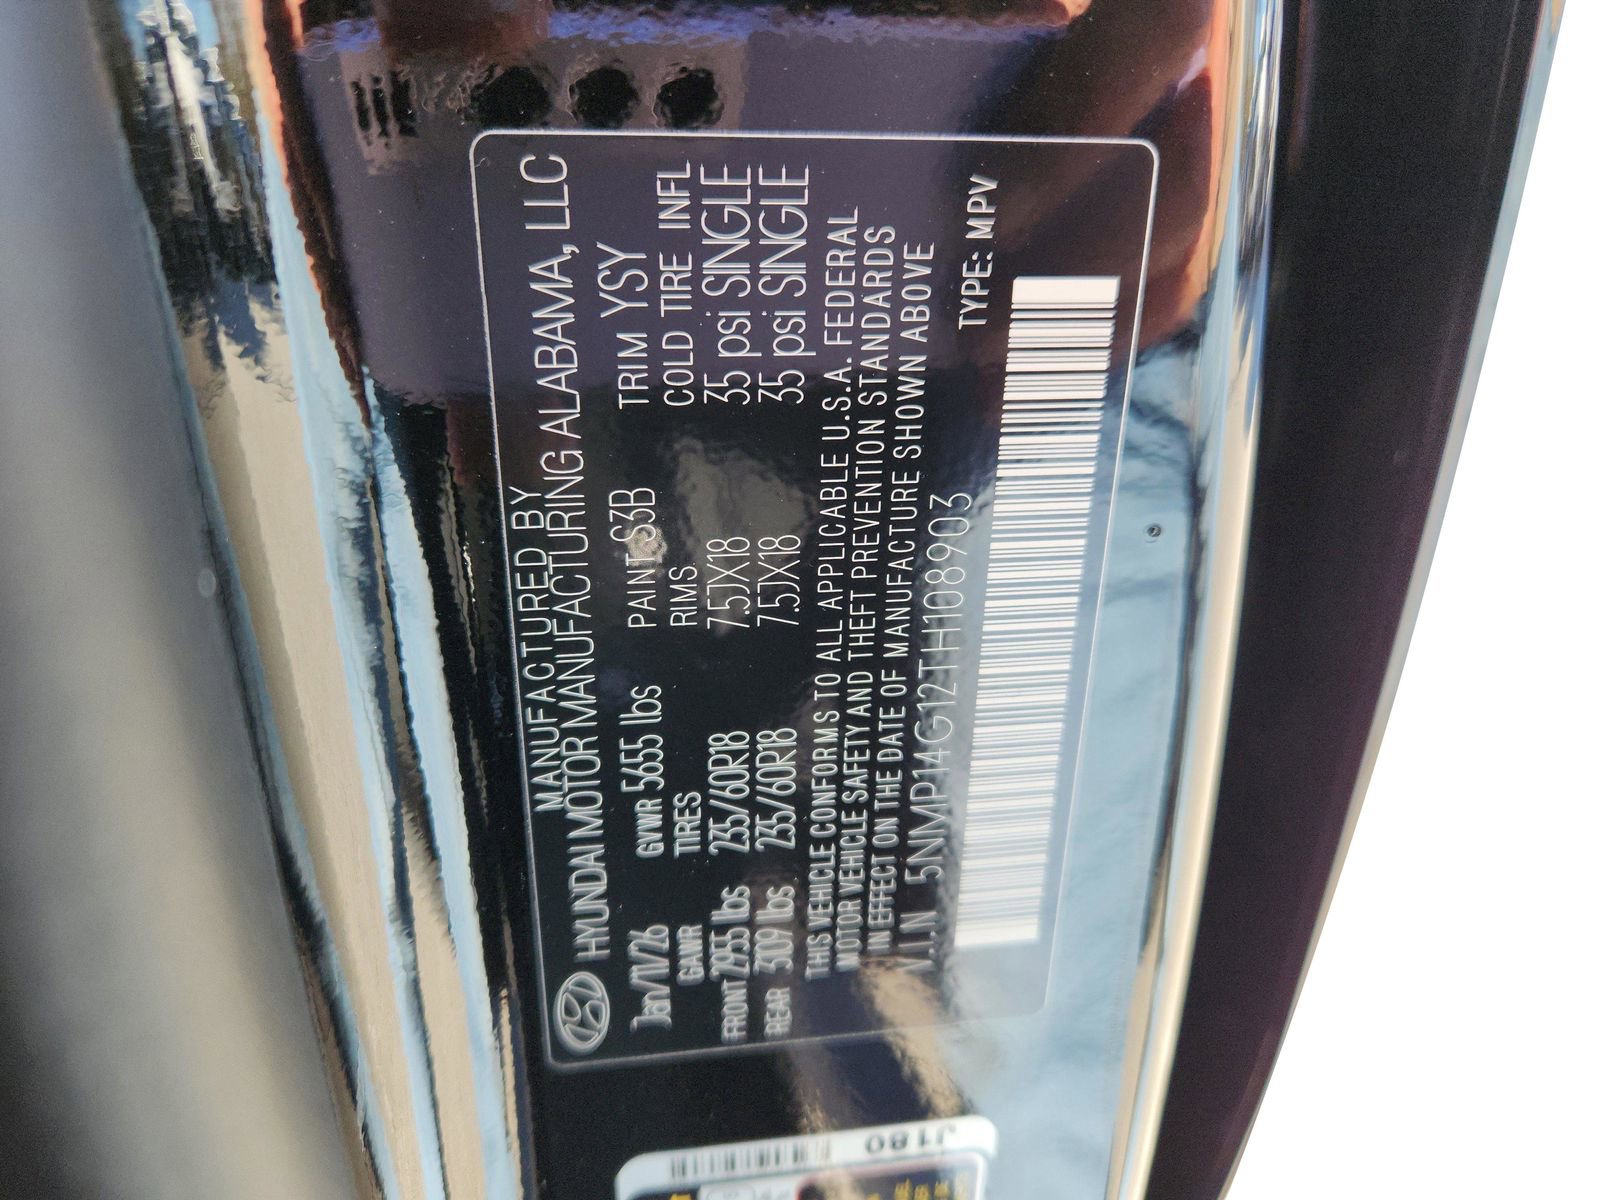 MANUFACTURED BY
HYUNDAI MOTOR MANUFACTURING ALABAMA, LLC
Jan/11/26 GVWR 5655 lbs PAINT S3B TRIM YSY
GAWR TIRES RIMS COLD TIRE INFL
FRONT 2955 lbs 235/60R18 7.5JX18 35 psi SINGLE
REAR 3109 lbs 235/60R18 7.5JX18 35 psi SINGLE
THIS VEHICLE CONFORMS TO ALL APPLICABLE U.S.A. FEDERAL
MOTOR VEHICLE SAFETY AND THEFT PREVENTION STANDARDS
IN EFFECT ON THE DATE OF MANUFACTURE SHOWN ABOVE
V.I.N 5NMP14G12TH108903
TYPE: MPV
J180